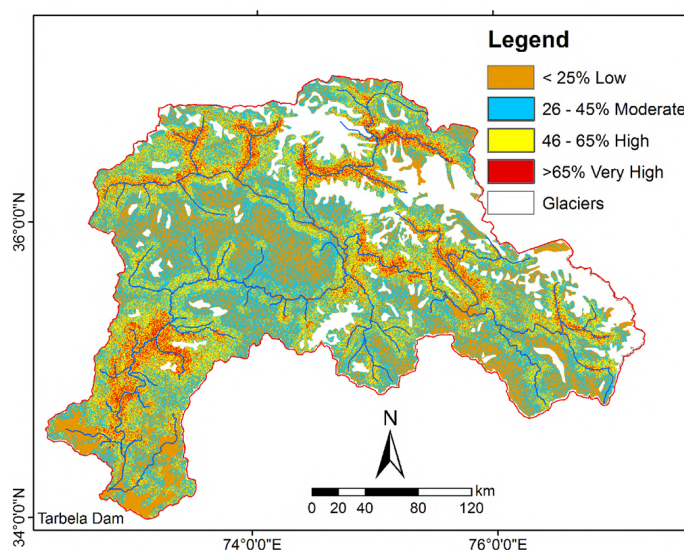 Legend
< 25% Low
26 - 45% Moderate
46 - 65% High
>65% Very High
Glaciers
36°0'0"N
N
km
0 20 40 80 120
34°0'0"N
Tarbela Dam
74°0'0"E
76°0'0"E